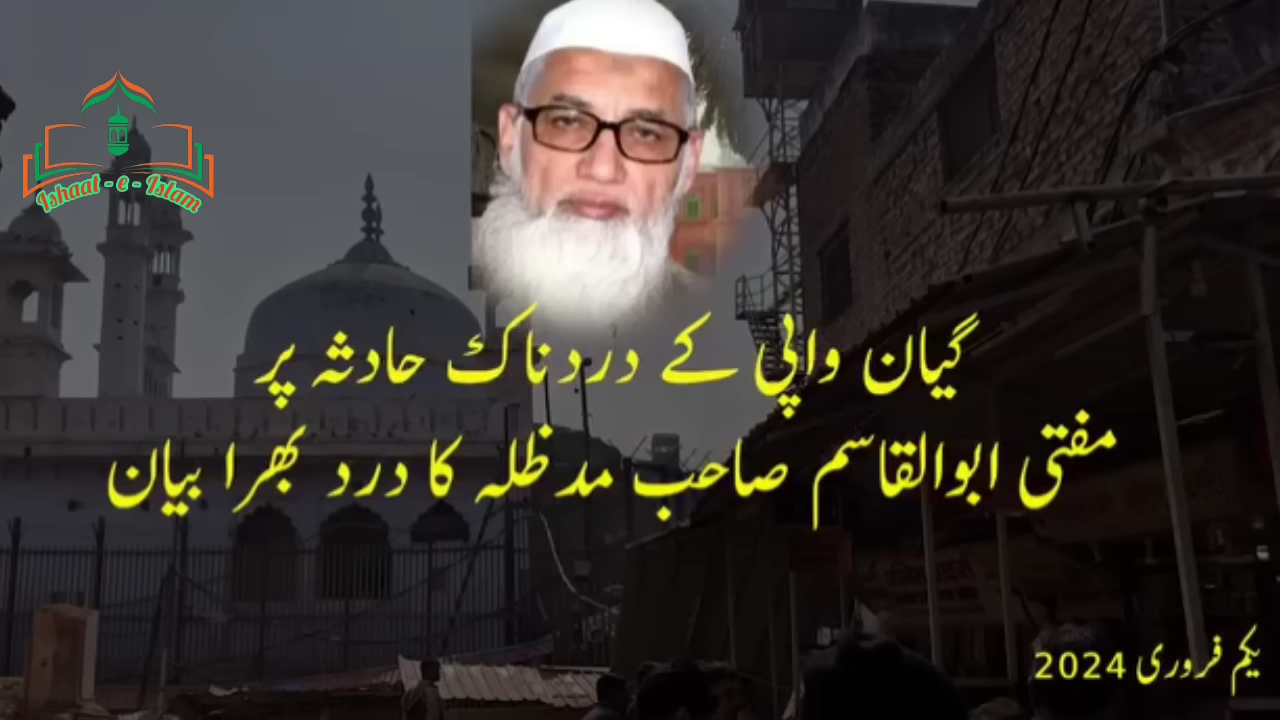 Ishaat - e - Islam
گیان واپی کے دردناک حادثہ پر
مفتی ابوالقاسم صاحب مدظلہ کا درد بھرا بیان
یکم فروری 2024